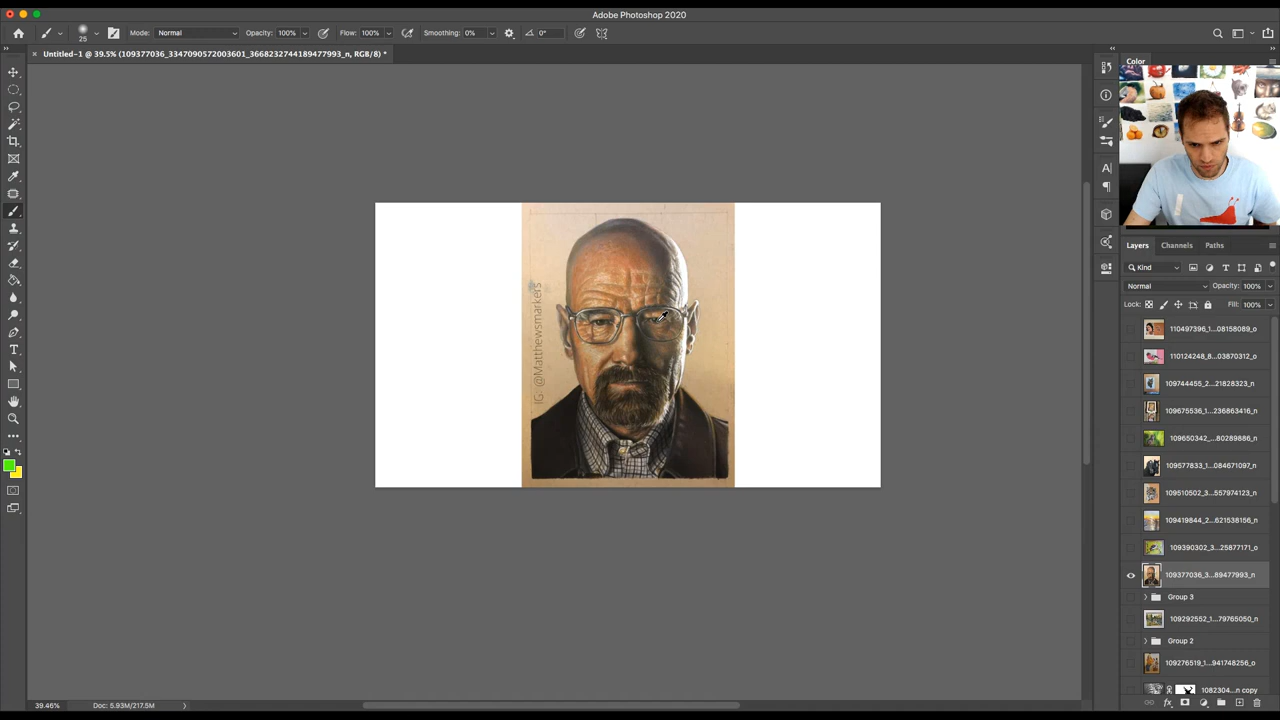 Adobe Photoshop 2020
25
Mode: Normal
Opacity: 100%
Flow: 100%
Smoothing: 0%
0°
Untitled-1 @ 39.5% (109377036_3347090572003601_3668232744189477993_n, RGB/8) *
Color
IG: @Matthewsmarkers
Layers
Channels
Paths
Kind
Normal
Opacity: 100%
Lock:
Fill: 100%
110497396_1...08158089_o
110124248_8...03870312_o
109744455_2...21828323_n
109675536_1...236863416_n
109650342_...80289886_n
109577833_1...084671097_n
109510502_3...557974123_n
109419844_2...621538156_n
109390302_3...25877171_o
109377036_3...89477993_n
Group 3
109292552_1...79765050_n
Group 2
109276519_1...941748256_o
1082304...n copy
39.46%
Doc: 5.93M/217.5M